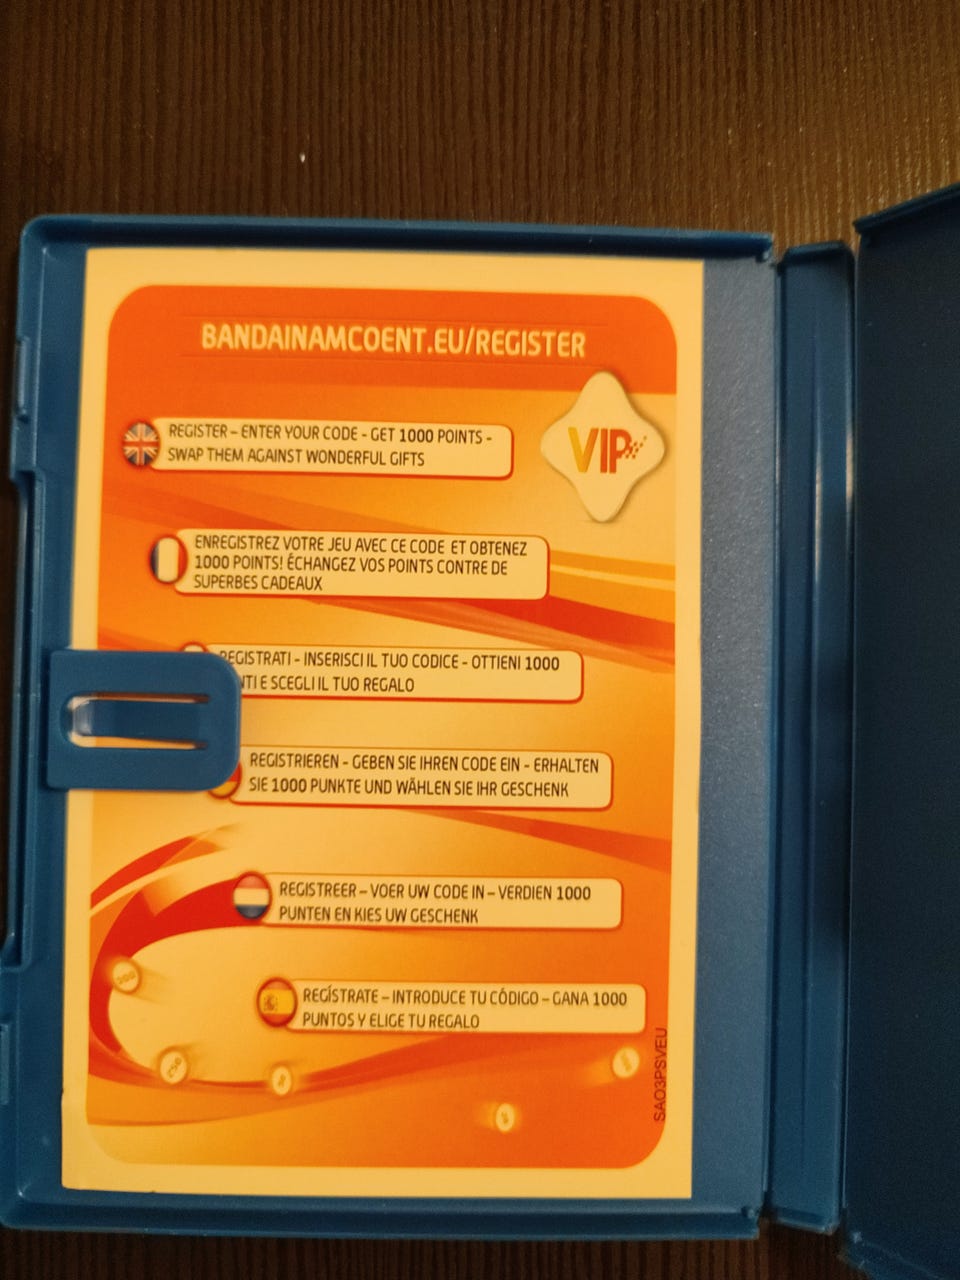 BANDAINAMCOENT.EU/REGISTER
VIP
REGISTER – ENTER YOUR CODE - GET 1000 POINTS -
SWAP THEM AGAINST WONDERFUL GIFTS
ENREGISTREZ VOTRE JEU AVEC CE CODE ET OBTENEZ
1000 POINTS! ÉCHANGEZ VOS POINTS CONTRE DE
SUPERBES CADEAUX
REGISTRATI - INSERISCI IL TUO CODICE - OTTIENI 1000
E SCEGLI IL TUO REGALO
REGISTRIEREN - GEBEN SIE IHREN CODE EIN - ERHALTEN
SIE 1000 PUNKTE UND WÄHLEN SIE IHR GESCHENK
REGISTREER – VOER UW CODE IN – VERDIEN 1000
PUNTEN EN KIES UW GESCHENK
REGÍSTRATE – INTRODUCE TU CÓDIGO – GANA 1000
PUNTOS Y ELIGE TU REGALO
250
SAO3PSVEU